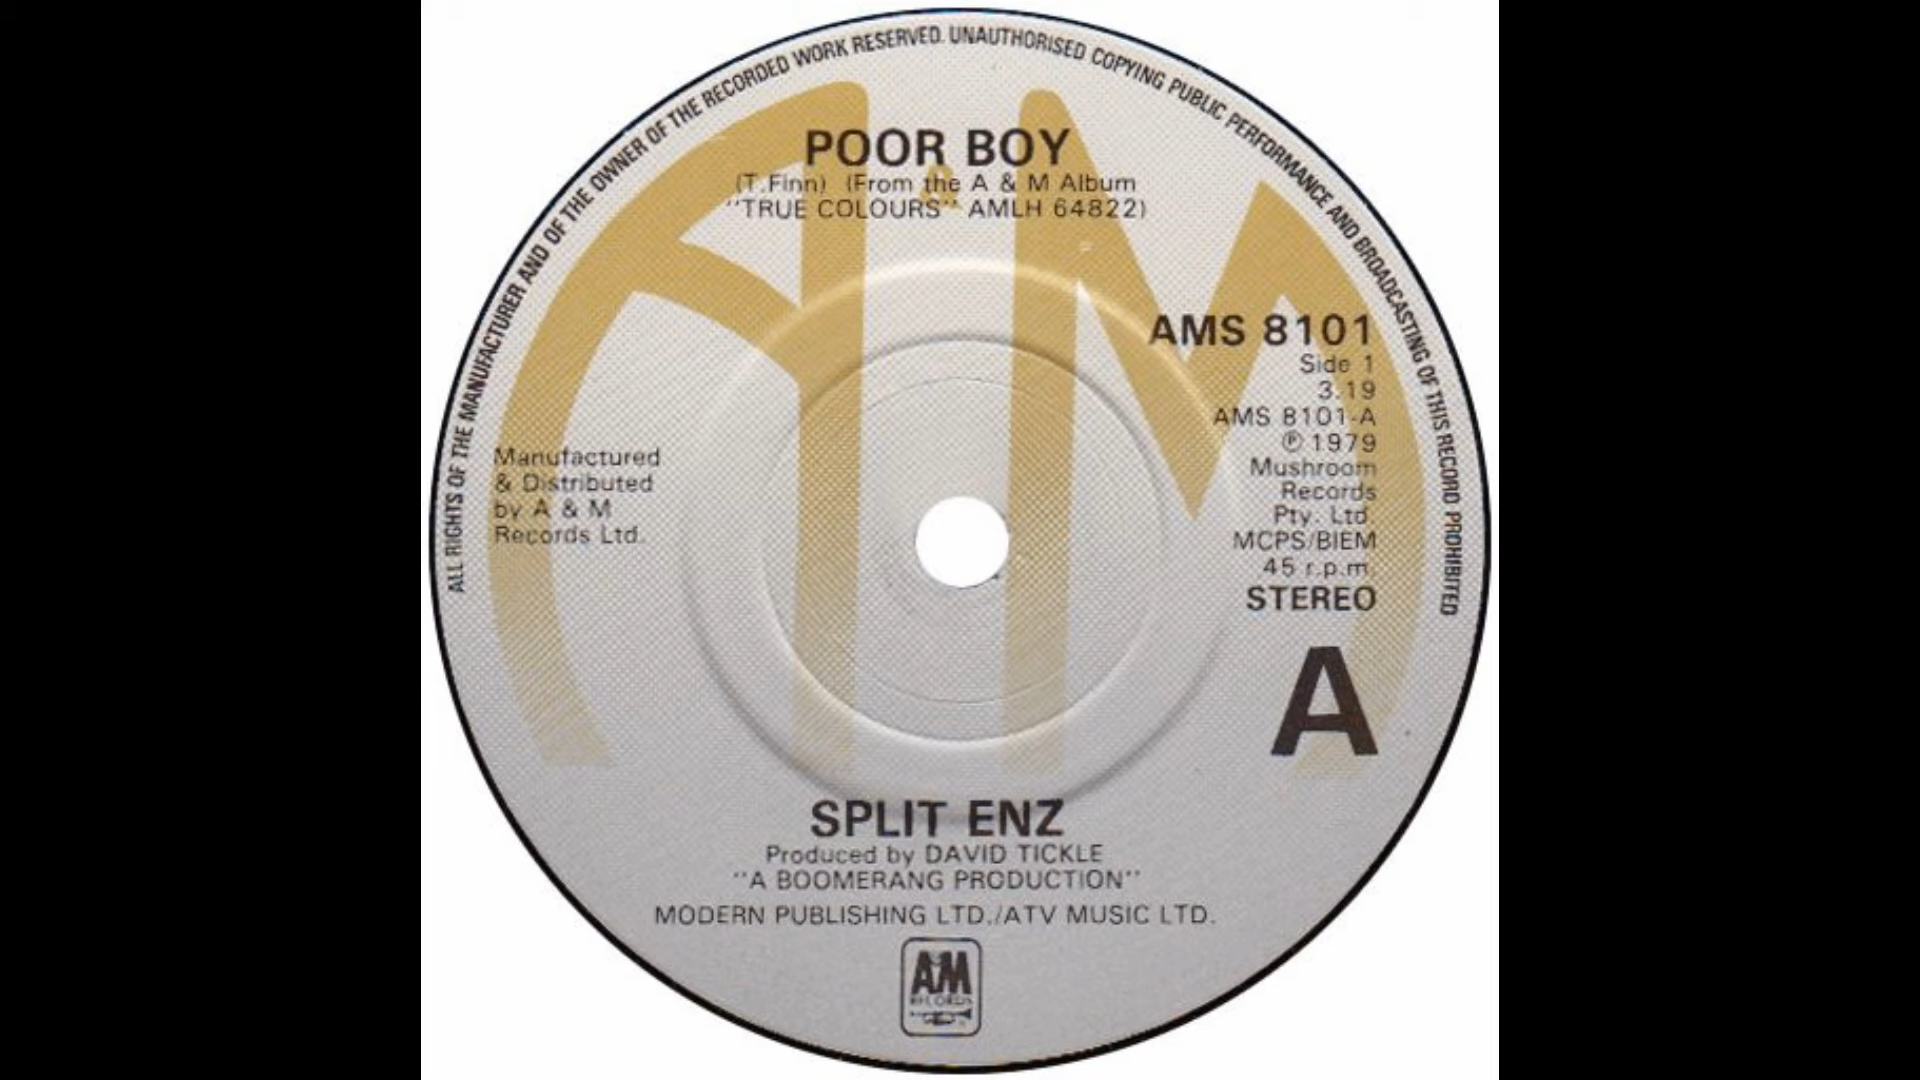 ALL RIGHTS OF THE MANUFACTURER AND OF THE OWNER OF THE RECORDED WORK RESERVED. UNAUTHORISED COPYING PUBLIC PERFORMANCE AND BROADCASTING OF THIS RECORD PROHIBITED
POOR BOY
(T.Finn) (From the A & M Album
"TRUE COLOURS" AMLH 64822)
AMS 8101
Side 1
3.19
AMS 8101-A
℗ 1979
Mushroom
Records
Pty. Ltd.
MCPS/BIEM
45 r.p.m.
STEREO
A
Manufactured
& Distributed
by A & M
Records Ltd.
SPLIT ENZ
Produced by DAVID TICKLE
"A BOOMERANG PRODUCTION"
MODERN PUBLISHING LTD./ATV MUSIC LTD.
A&M
RECORDS